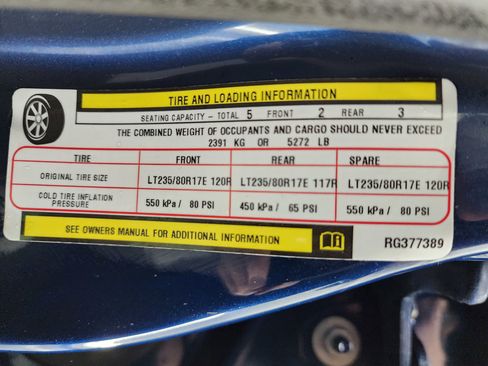 TIRE AND LOADING INFORMATION
SEATING CAPACITY - TOTAL 5 FRONT 2 REAR 3
THE COMBINED WEIGHT OF OCCUPANTS AND CARGO SHOULD NEVER EXCEED
2391 KG OR 5272 LB
TIRE FRONT REAR SPARE
ORIGINAL TIRE SIZE LT235/80R17E 120R LT235/80R17E 117R LT235/80R17E 120R
COLD TIRE INFLATION PRESSURE 550 kPa / 80 PSI 450 kPa / 65 PSI 550 kPa / 80 PSI
SEE OWNERS MANUAL FOR ADDITIONAL INFORMATION
RG377389